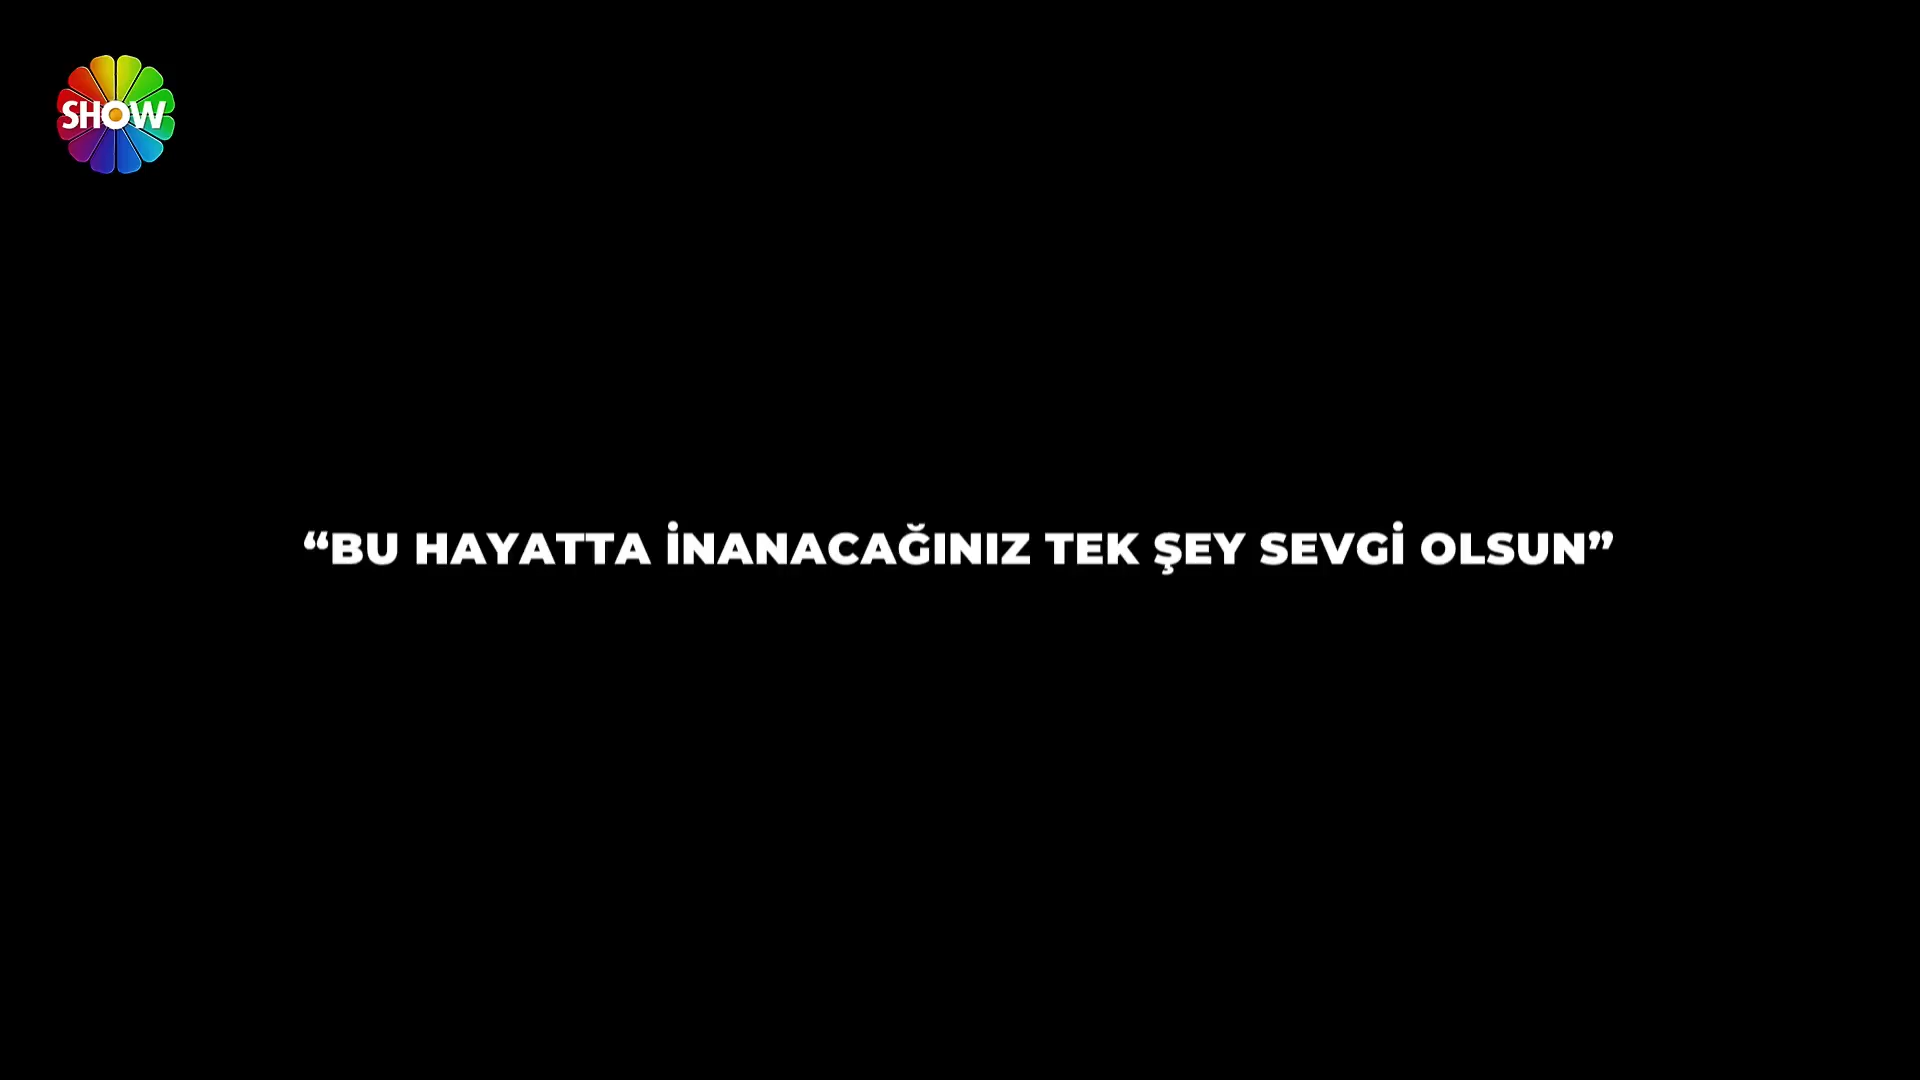 SHOW
“BU HAYATTA İNANACAĞINIZ TEK ŞEY SEVGİ OLSUN”